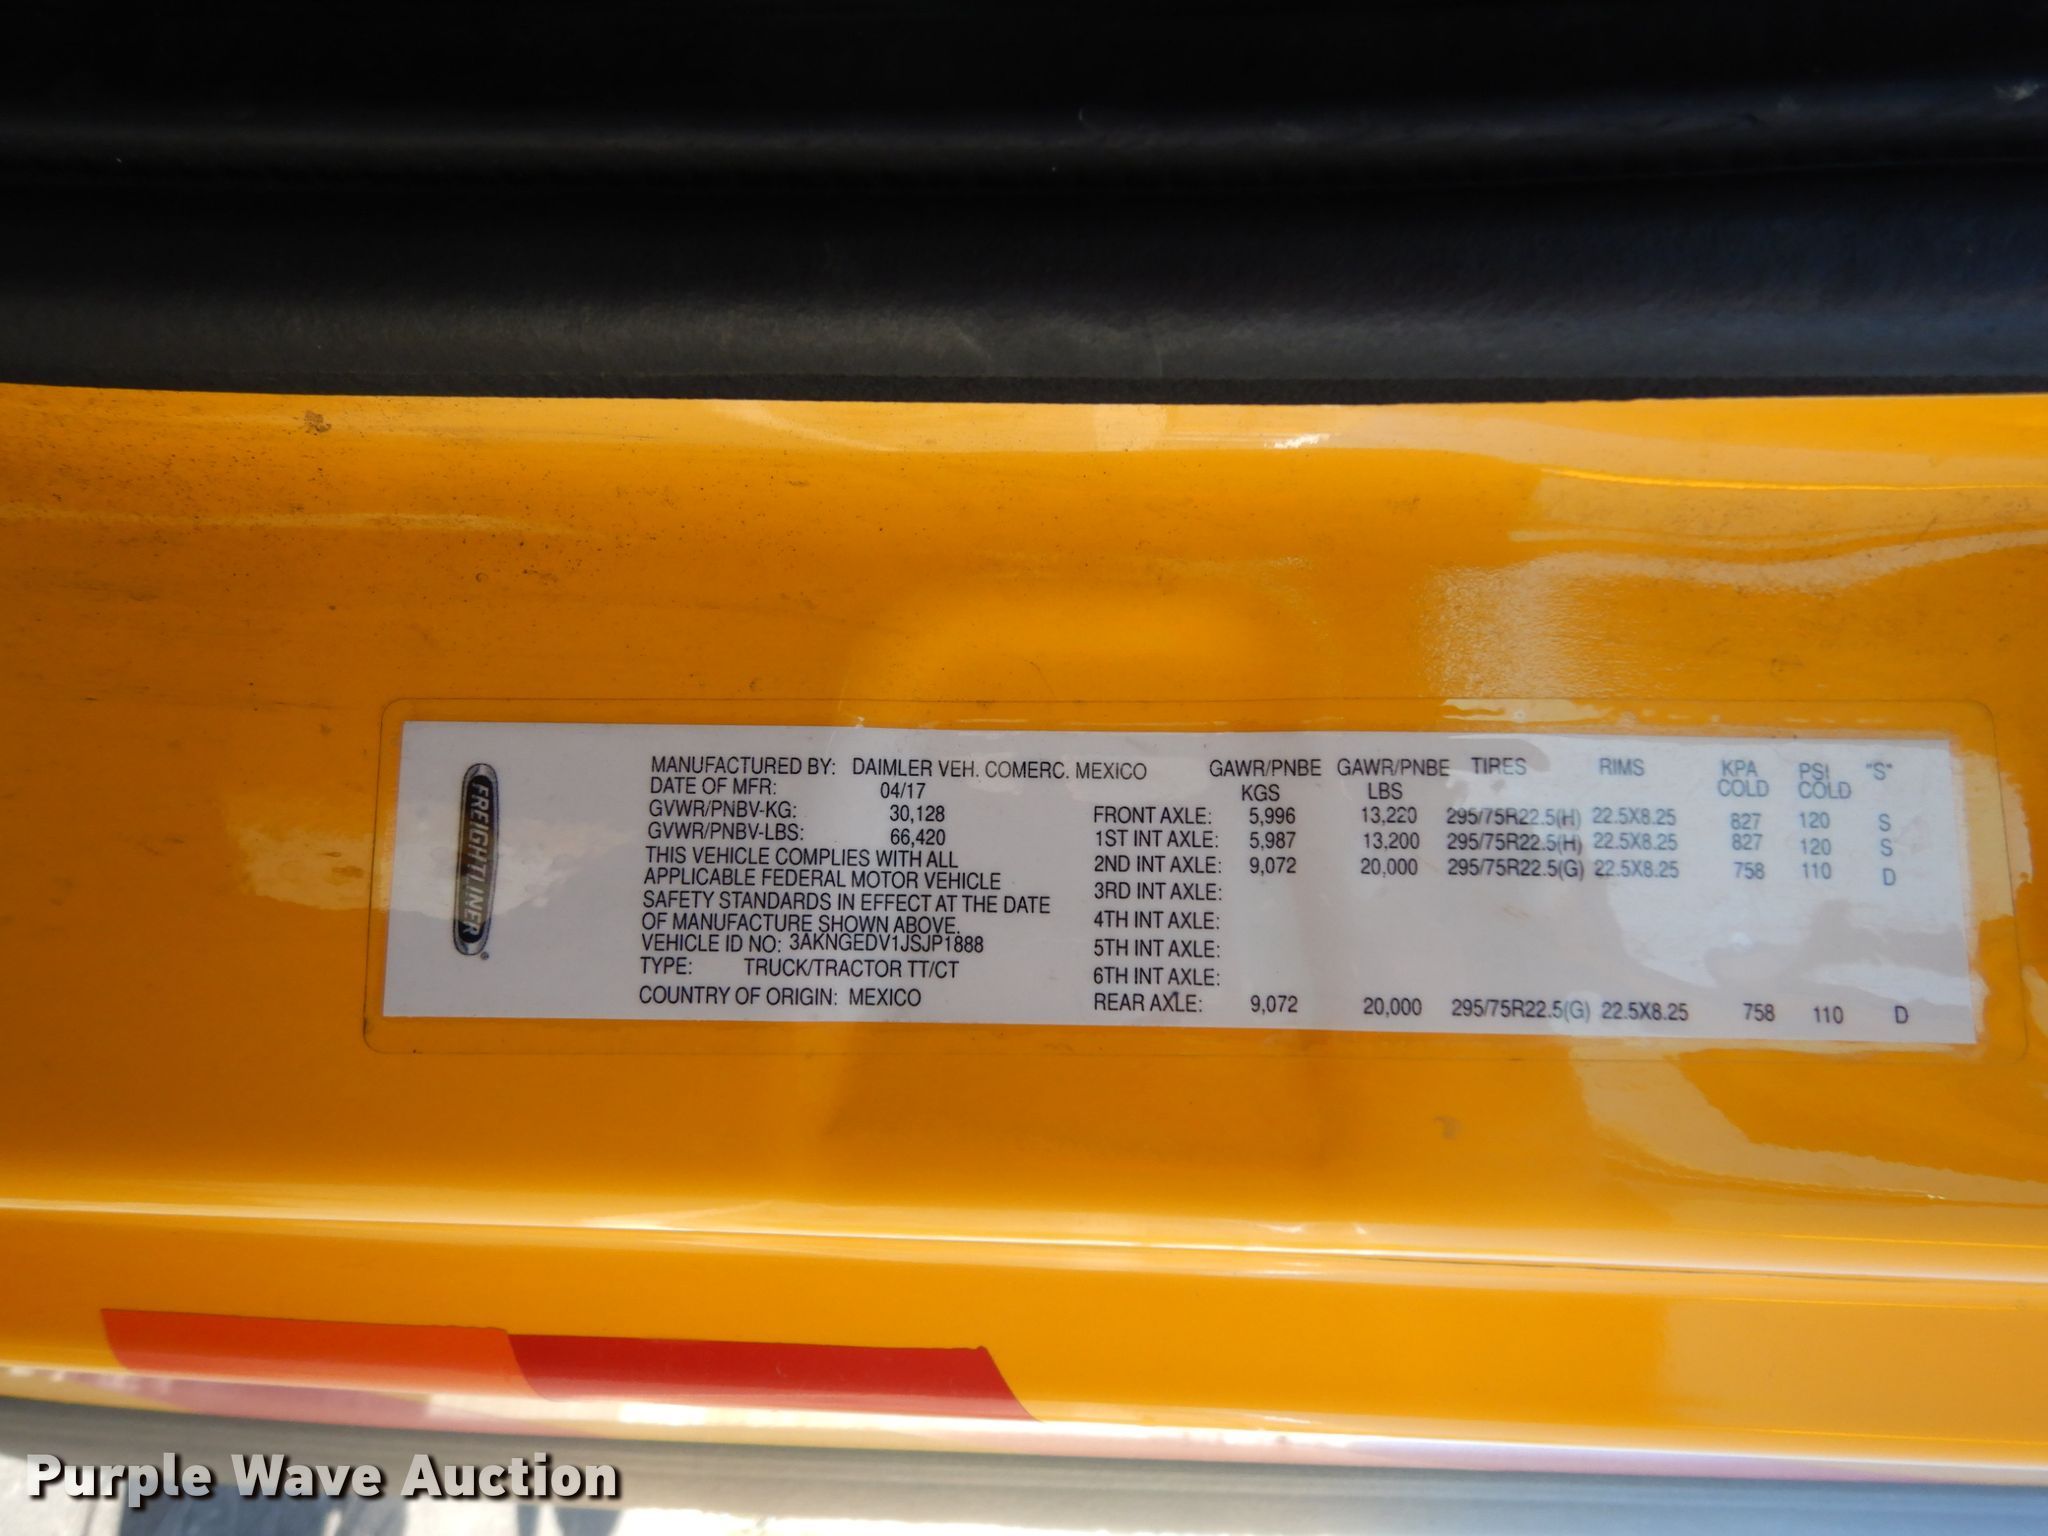 FREIGHTLINER
MANUFACTURED BY: DAIMLER VEH. COMERC. MEXICO
DATE OF MFR: 04/17
GVWR/PNBV-KG: 30,128
GVWR/PNBV-LBS: 66,420
THIS VEHICLE COMPLIES WITH ALL
APPLICABLE FEDERAL MOTOR VEHICLE
SAFETY STANDARDS IN EFFECT AT THE DATE
OF MANUFACTURE SHOWN ABOVE.
VEHICLE ID NO: 3AKNGEDV1JSJP1888
TYPE: TRUCK/TRACTOR TT/CT
COUNTRY OF ORIGIN: MEXICO
GAWR/PNBE GAWR/PNBE TIRES RIMS KPA PSI "S"
KGS LBS COLD COLD
FRONT AXLE: 5,996 13,220 295/75R22.5(H) 22.5X8.25 827 120 S
1ST INT AXLE: 5,987 13,200 295/75R22.5(H) 22.5X8.25 827 120 S
2ND INT AXLE: 9,072 20,000 295/75R22.5(G) 22.5X8.25 758 110 D
3RD INT AXLE:
4TH INT AXLE:
5TH INT AXLE:
6TH INT AXLE:
REAR AXLE: 9,072 20,000 295/75R22.5(G) 22.5X8.25 758 110 D
Purple Wave Auction